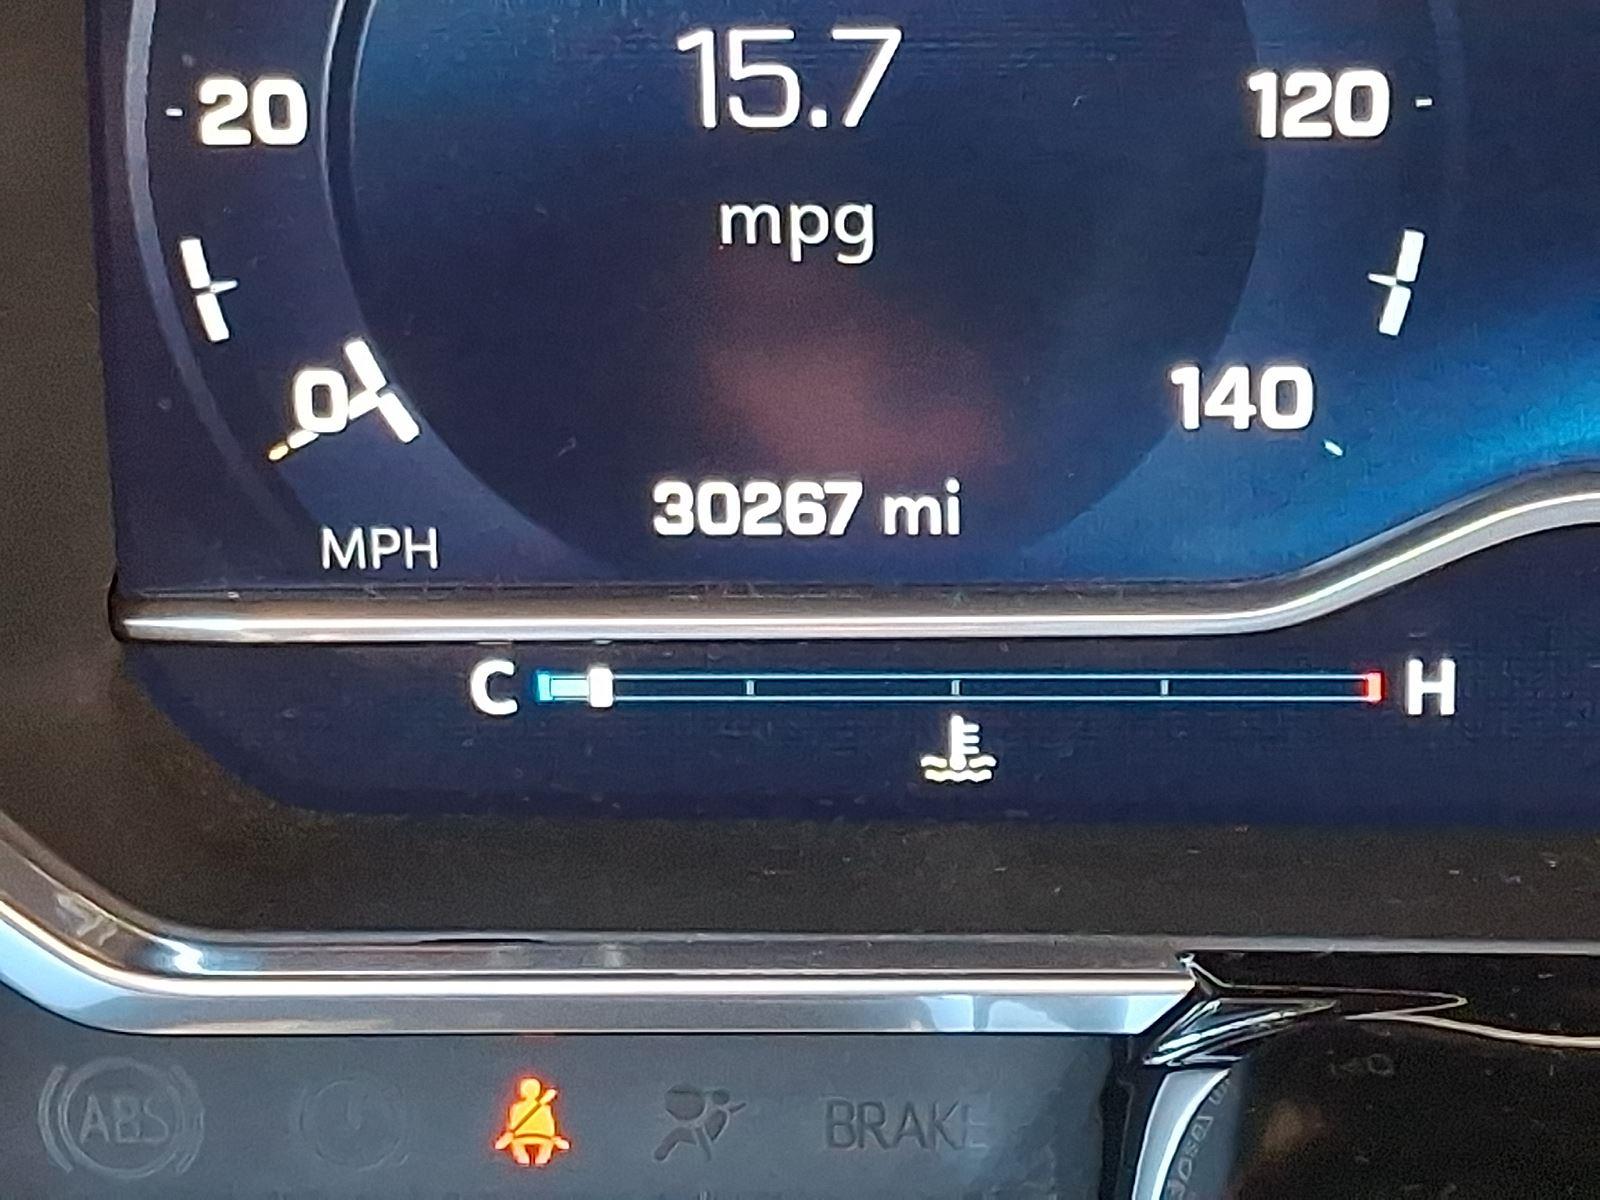 15.7
20
120
mpg
0
140
30267 mi
MPH
C
H
ABS
BRAKE